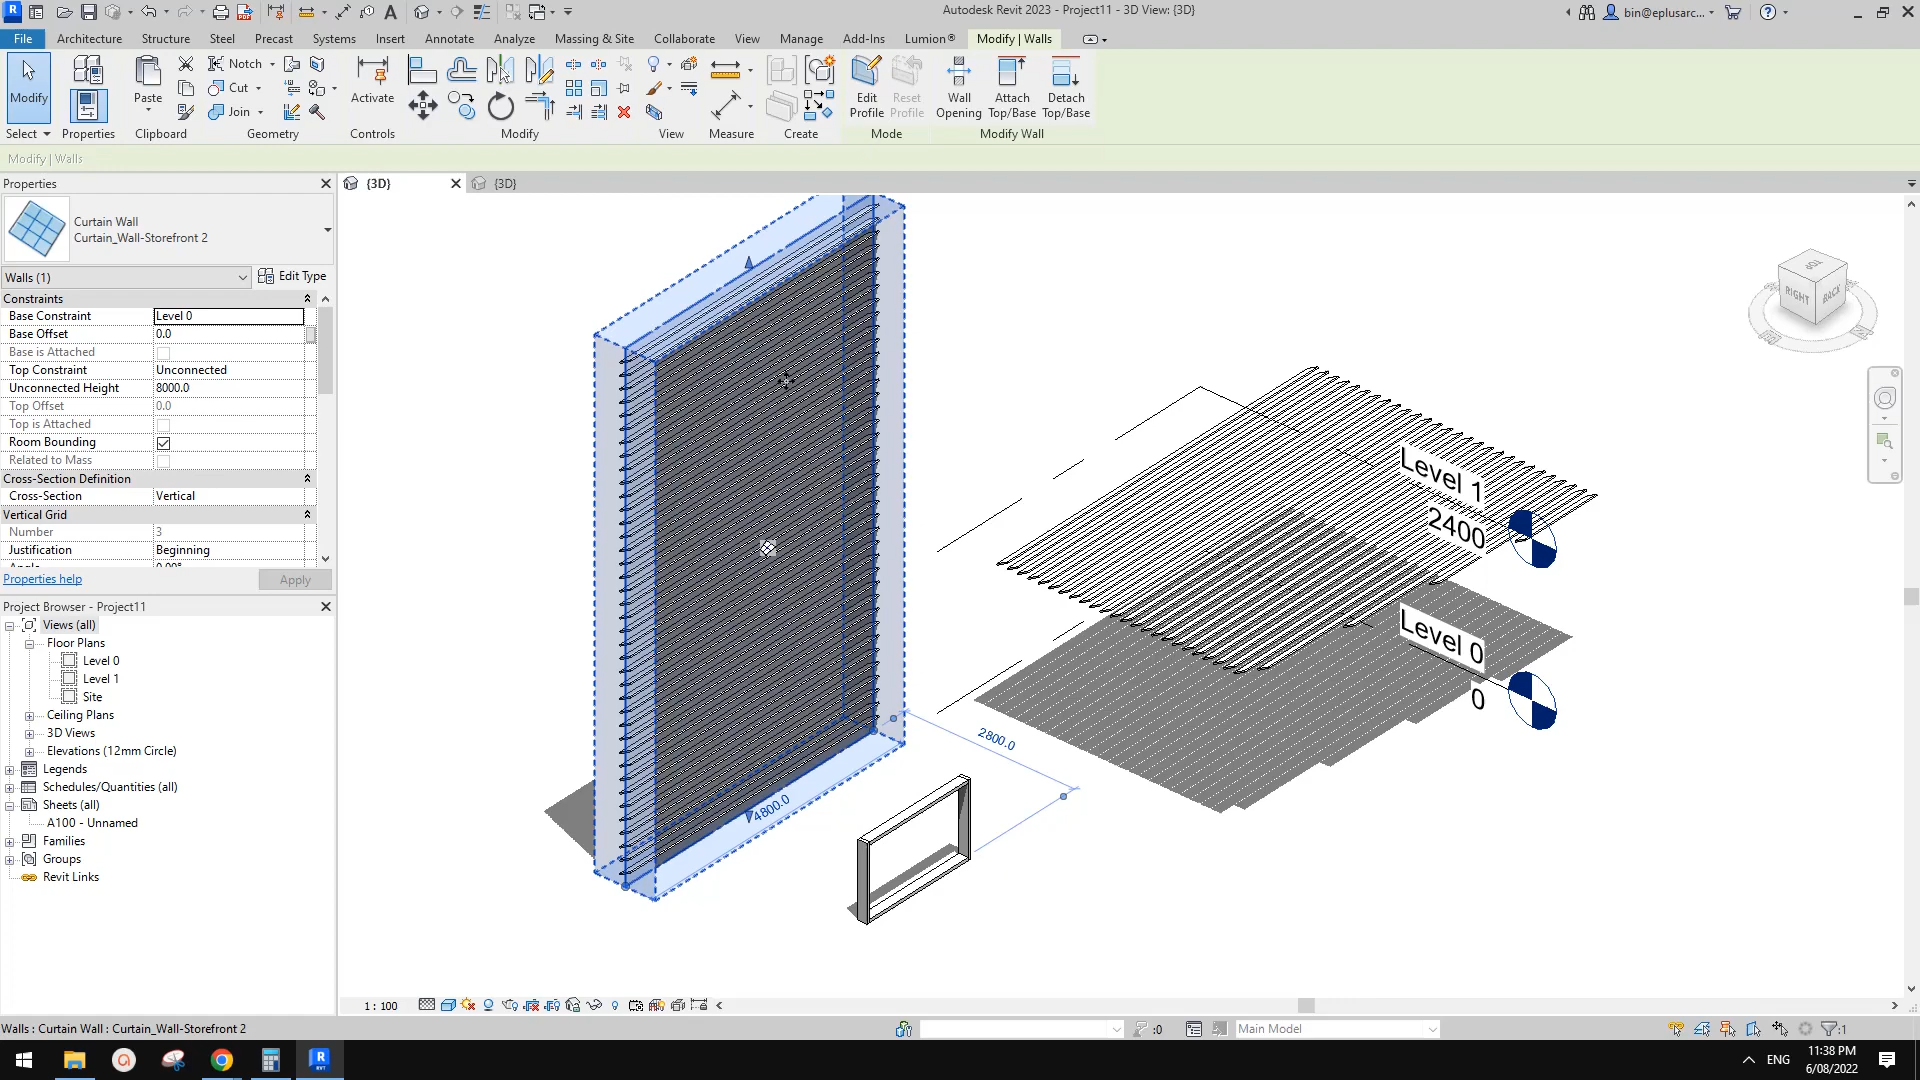 Autodesk Revit 2023 - Project11 - 3D View: {3D}
bin@eplusarc...
File
Architecture
Structure
Steel
Precast
Systems
Insert
Annotate
Analyze
Massing & Site
Collaborate
View
Manage
Add-Ins
Lumion®
Modify | Walls
Modify
Paste
Notch
Cut
Join
Activate
Edit
Profile
Reset
Profile
Wall
Opening
Attach
Top/Base
Detach
Top/Base
Select
Properties
Clipboard
Geometry
Controls
Modify
View
Measure
Create
Mode
Modify Wall
Modify | Walls
Properties
Curtain Wall
Curtain_Wall-Storefront 2
Walls (1)
Edit Type
Constraints
Base Constraint
Level 0
Base Offset
0.0
Base is Attached
Top Constraint
Unconnected
Unconnected Height
8000.0
Top Offset
0.0
Top is Attached
Room Bounding
Related to Mass
Cross-Section Definition
Cross-Section
Vertical
Vertical Grid
Number
3
Justification
Beginning
Angle
0.00°
Properties help
Apply
Project Browser - Project11
Views (all)
Floor Plans
Level 0
Level 1
Site
Ceiling Plans
3D Views
Elevations (12mm Circle)
Legends
Schedules/Quantities (all)
Sheets (all)
A100 - Unnamed
Families
Groups
Revit Links
{3D}
{3D}
TOP
RIGHT
BACK
Level 1
2400
Level 0
0
2800.0
4800.0
1 : 100
Walls : Curtain Wall : Curtain_Wall-Storefront 2
:0
Main Model
:1
ENG
11:38 PM
6/08/2022